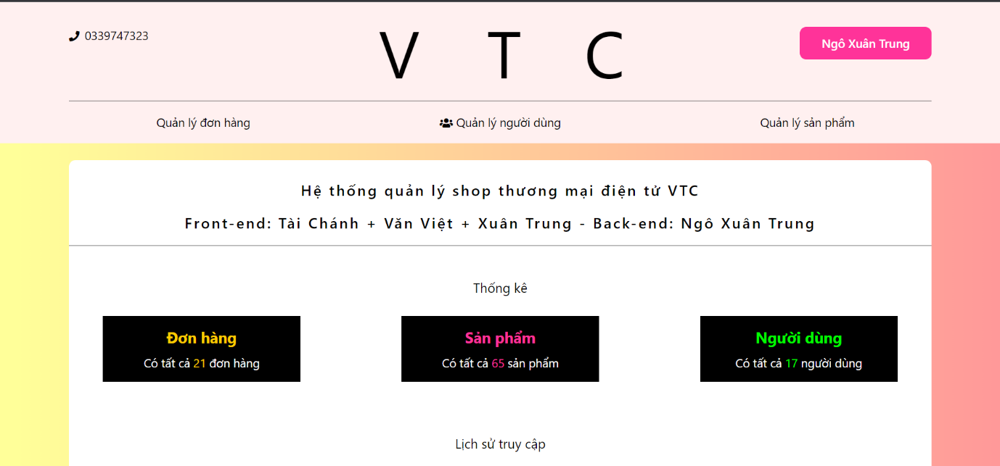 0339747323
V T C
Ngô Xuân Trung
Quản lý đơn hàng
Quản lý người dùng
Quản lý sản phẩm
Hệ thống quản lý shop thương mại điện tử VTC
Front-end: Tài Chánh + Văn Việt + Xuân Trung - Back-end: Ngô Xuân Trung
Thống kê
Đơn hàng
Có tất cả 21 đơn hàng
Sản phẩm
Có tất cả 65 sản phẩm
Người dùng
Có tất cả 17 người dùng
Lịch sử truy cập